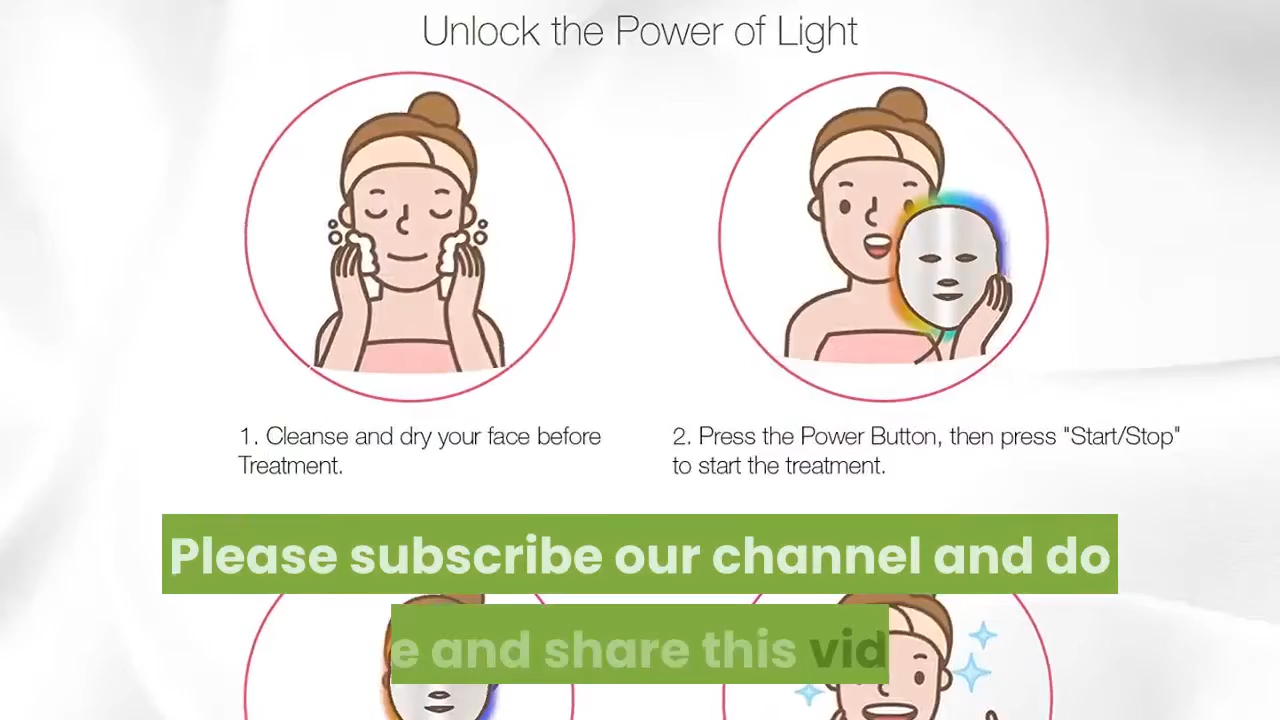 Unlock the Power of Light
1. Cleanse and dry your face before
Treatment.
2. Press the Power Button, then press "Start/Stop"
to start the treatment.
Please subscribe our channel and do
e and share this vid